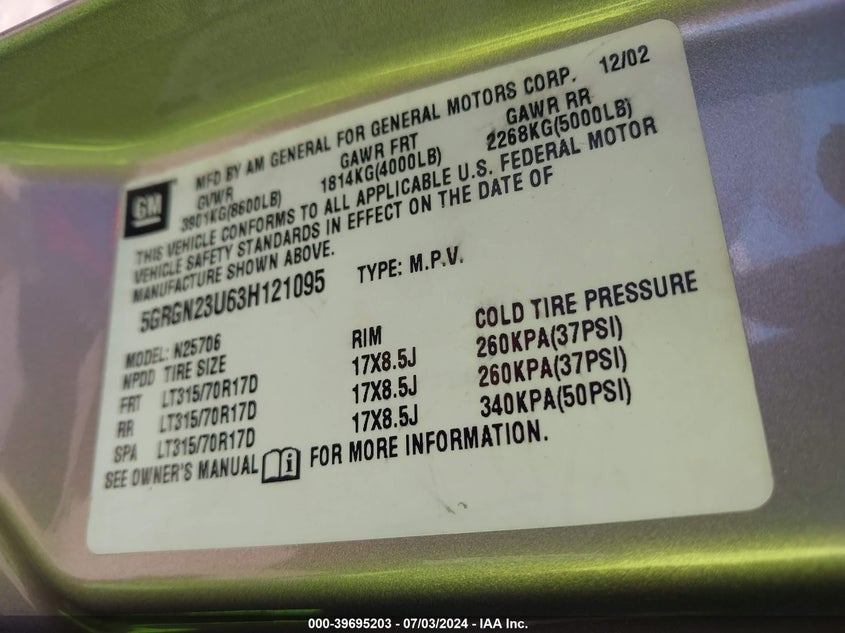 GM
MFD BY AM GENERAL FOR GENERAL MOTORS CORP. 12/02
GVWR GAWR FRT GAWR RR
3901KG(8600LB) 1814KG(4000LB) 2268KG(5000LB)
THIS VEHICLE CONFORMS TO ALL APPLICABLE U.S. FEDERAL MOTOR
VEHICLE SAFETY STANDARDS IN EFFECT ON THE DATE OF
MANUFACTURE SHOWN ABOVE.
5GRGN23U63H121095 TYPE: M.P.V.
MODEL: N25706
NPDD TIRE SIZE RIM COLD TIRE PRESSURE
FRT LT315/70R17D 17X8.5J 260KPA(37PSI)
RR LT315/70R17D 17X8.5J 260KPA(37PSI)
SPA LT315/70R17D 17X8.5J 340KPA(50PSI)
SEE OWNER'S MANUAL i FOR MORE INFORMATION.
000-39695203 - 07/03/2024 - IAA Inc.